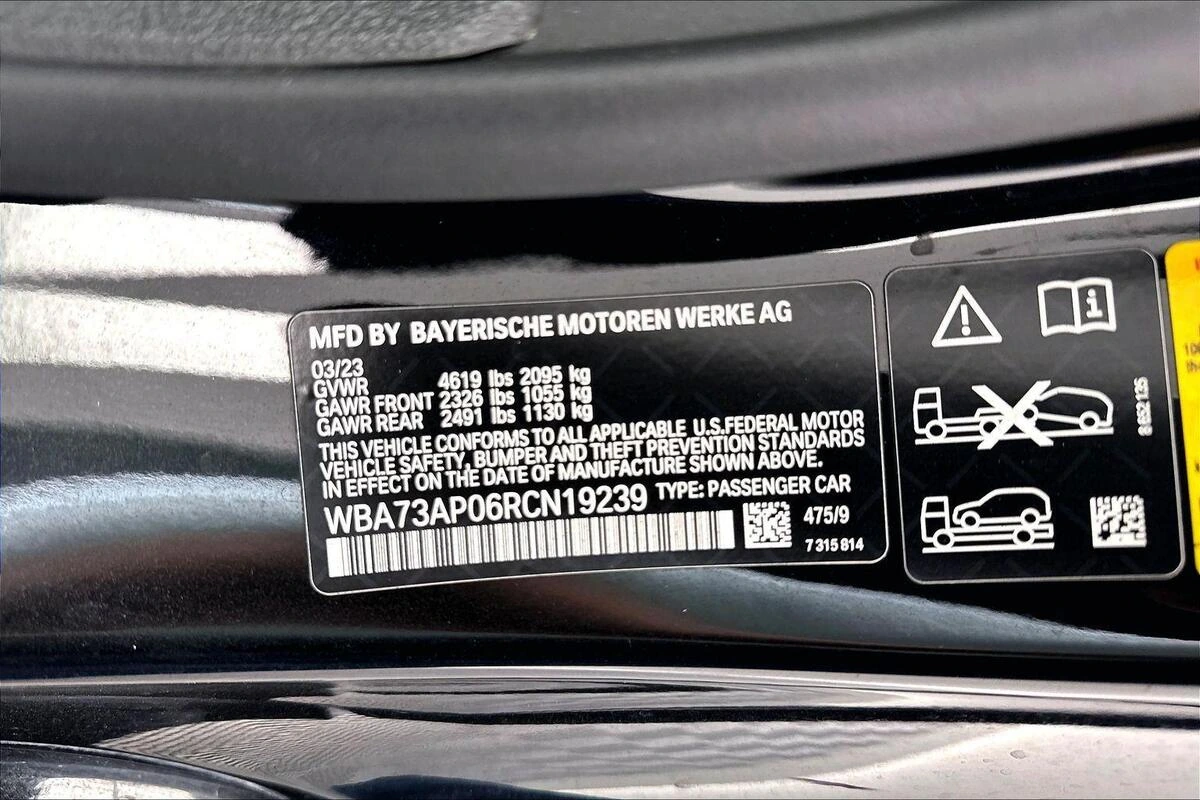 MFD BY BAYERISCHE MOTOREN WERKE AG
03/23
GVWR 4619 lbs 2095 kg
GAWR FRONT 2326 lbs 1055 kg
GAWR REAR 2491 lbs 1130 kg
THIS VEHICLE CONFORMS TO ALL APPLICABLE U.S.FEDERAL MOTOR
VEHICLE SAFETY, BUMPER AND THEFT PREVENTION STANDARDS
IN EFFECT ON THE DATE OF MANUFACTURE SHOWN ABOVE.
WBA73AP06RCN19239 TYPE: PASSENGER CAR
475/9
7 315 814